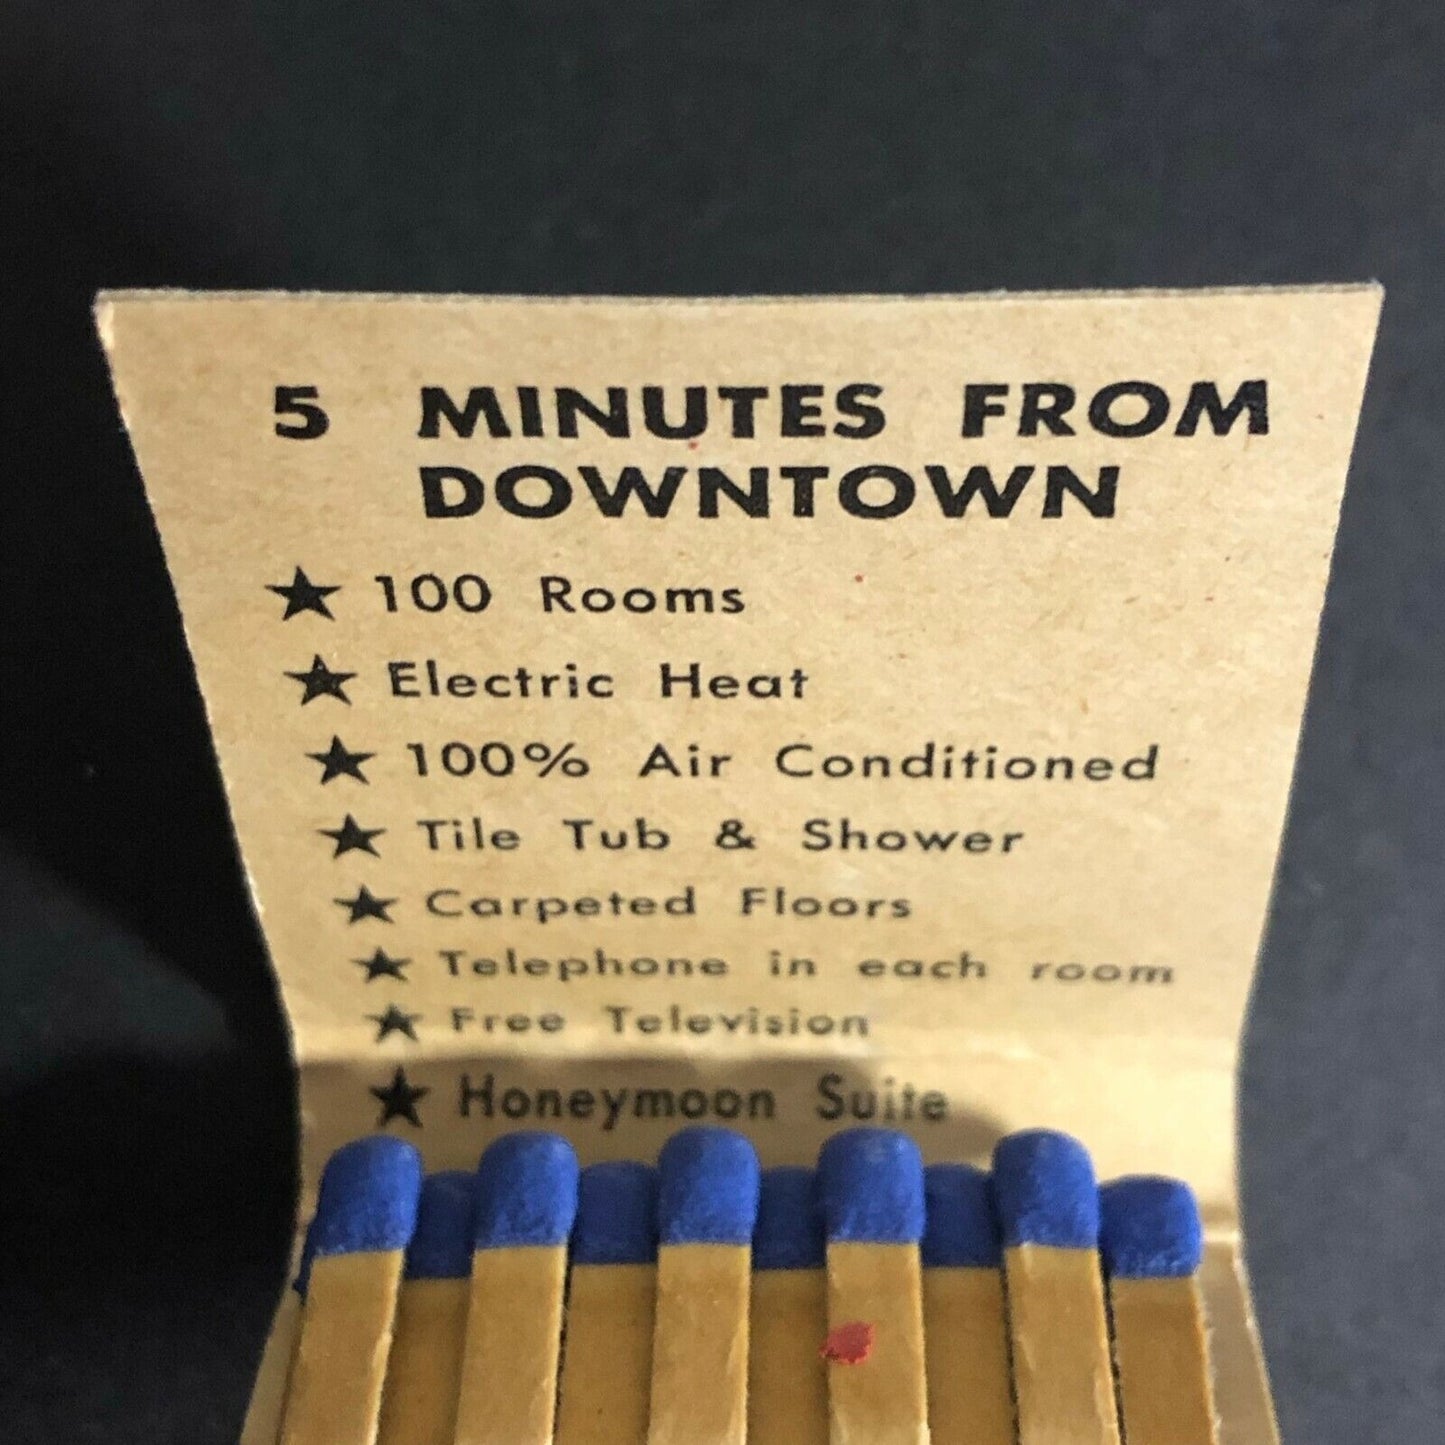 5 MINUTES FROM
DOWNTOWN
★ 100 Rooms
★ Electric Heat
★ 100% Air Conditioned
★ Tile Tub & Shower
★ Carpeted Floors
★ Telephone in each room
★ Free Television
★ Honeymoon Suite